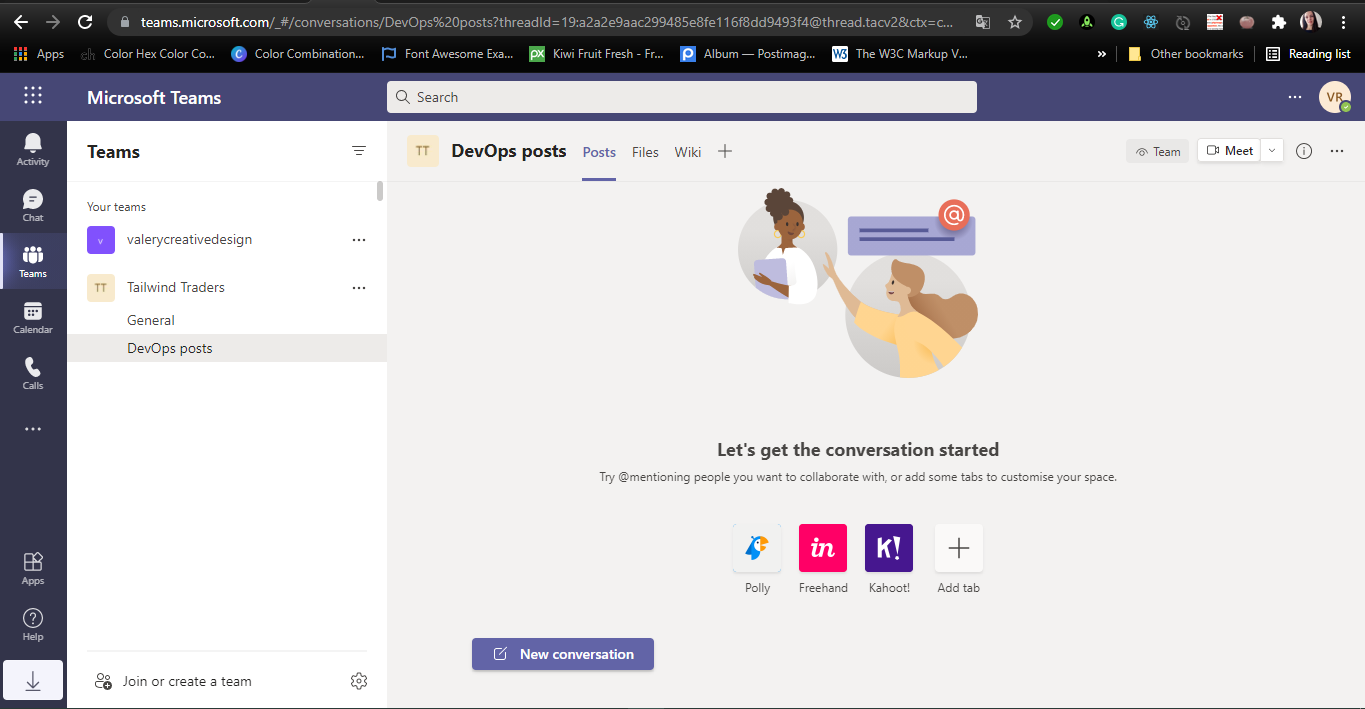 teams.microsoft.com/_#/conversations/DevOps%20posts?threadId=19:a2a2e9aac299485e8fe116f8dd9493f4@thread.tacv2&ctx=c...
Apps
Color Hex Color Co...
Color Combination...
Font Awesome Exa...
Kiwi Fruit Fresh - Fr...
Album — Postimag...
The W3C Markup V...
»
Other bookmarks
Reading list
Microsoft Teams
Search
VR
Activity
Chat
Teams
Calendar
Calls
Apps
Help
Teams
Your teams
v
valerycreativedesign
TT
Tailwind Traders
General
DevOps posts
Join or create a team
TT
DevOps posts
Posts
Files
Wiki
Team
Meet
@
Let's get the conversation started
Try @mentioning people you want to collaborate with, or add some tabs to customise your space.
in
K!
Polly
Freehand
Kahoot!
Add tab
New conversation